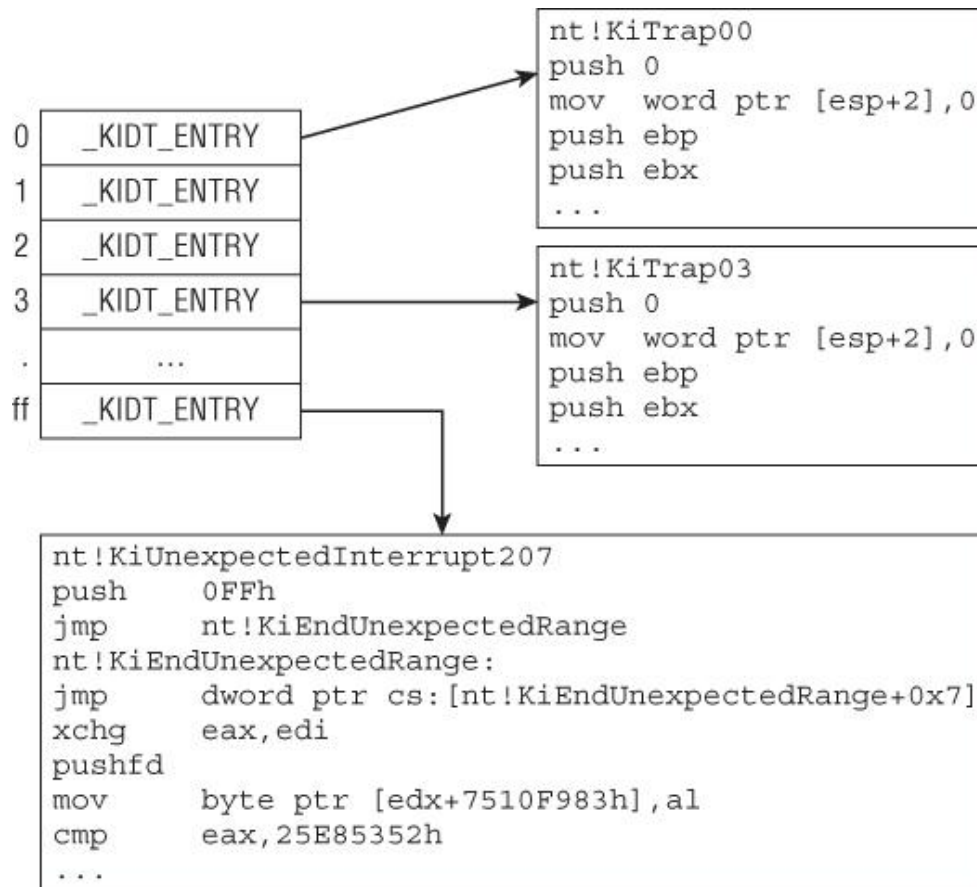 0 _KIDT_ENTRY
1 _KIDT_ENTRY
2 _KIDT_ENTRY
3 _KIDT_ENTRY
. ...
ff _KIDT_ENTRY
nt!KiTrap00
push 0
mov word ptr [esp+2],0
push ebp
push ebx
...
nt!KiTrap03
push 0
mov word ptr [esp+2],0
push ebp
push ebx
...
nt!KiUnexpectedInterrupt207
push 0FFh
jmp nt!KiEndUnexpectedRange
nt!KiEndUnexpectedRange:
jmp dword ptr cs:[nt!KiEndUnexpectedRange+0x7]
xchg eax,edi
pushfd
mov byte ptr [edx+7510F983h],al
cmp eax,25E85352h
...